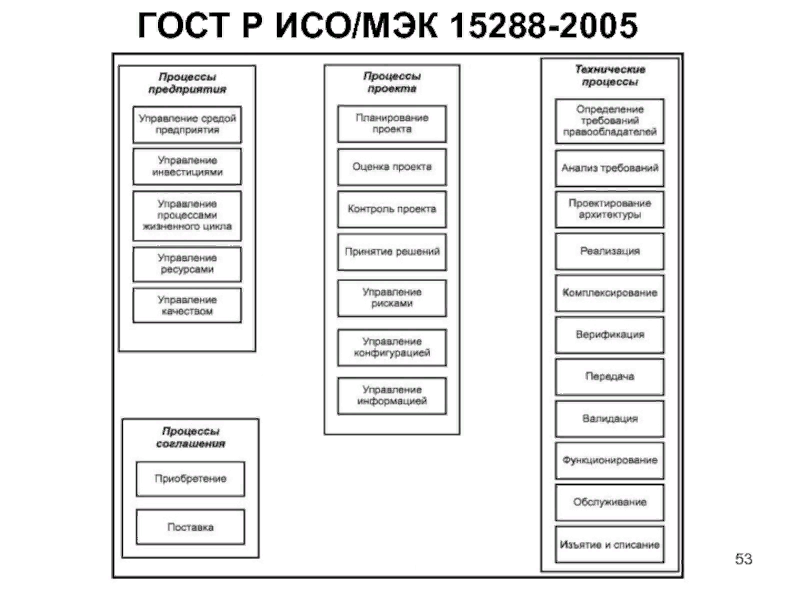 ГОСТ Р ИСО/МЭК 15288-2005
Процессы
предприятия
Управление средой
предприятия
Управление
инвестициями
Управление
процессами
жизненного цикла
Управление
ресурсами
Управление
качеством
Процессы
соглашения
Приобретение
Поставка
Процессы
проекта
Планирование
проекта
Оценка проекта
Контроль проекта
Принятие решений
Управление
рисками
Управление
конфигурацией
Управление
информацией
Технические
процессы
Определение
требований
правообладателей
Анализ требований
Проектирование
архитектуры
Реализация
Комплексирование
Верификация
Передача
Валидация
Функционирование
Обслуживание
Изъятие и списание
53